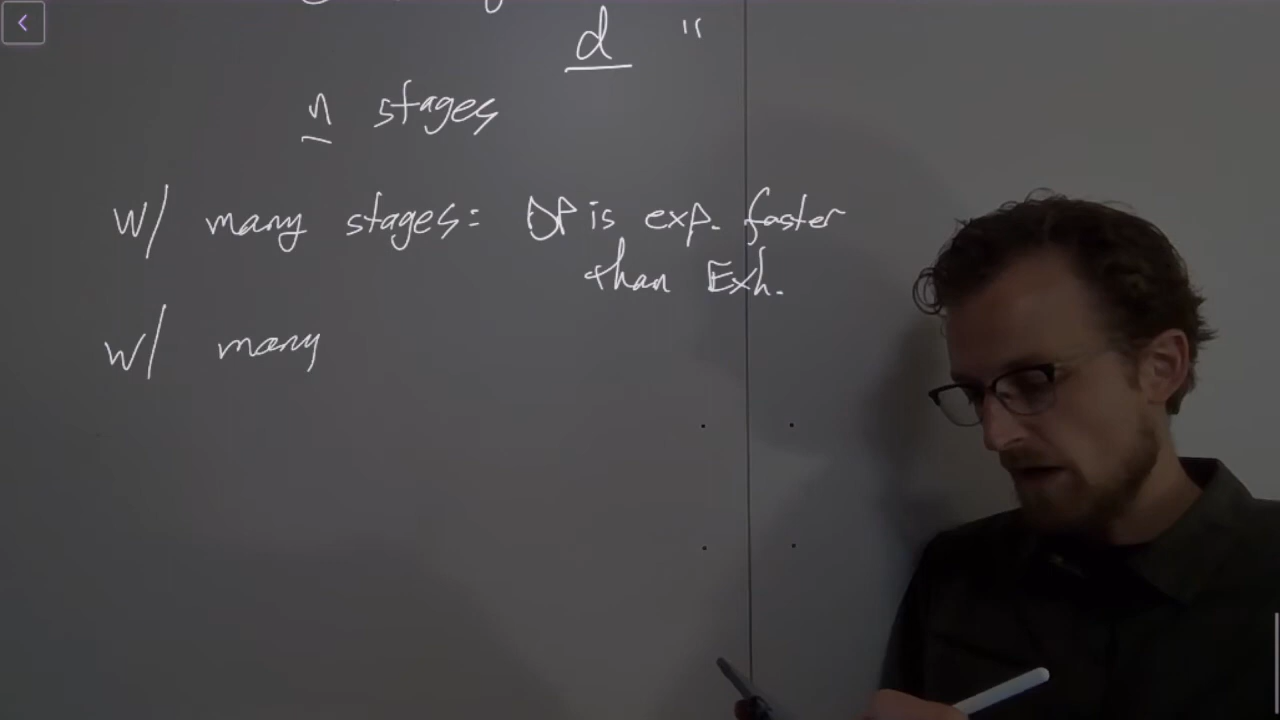 d "
n stages
w/ many stages: DP is exp. faster
than Exh.
w/ many